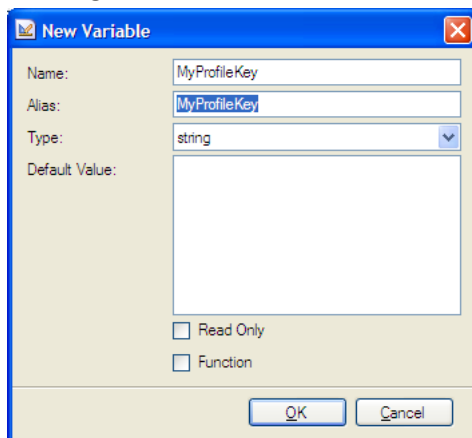 New Variable
Name: MyProfileKey
Alias: MyProfileKey
Type: string
Default Value:
Read Only
Function
OK Cancel